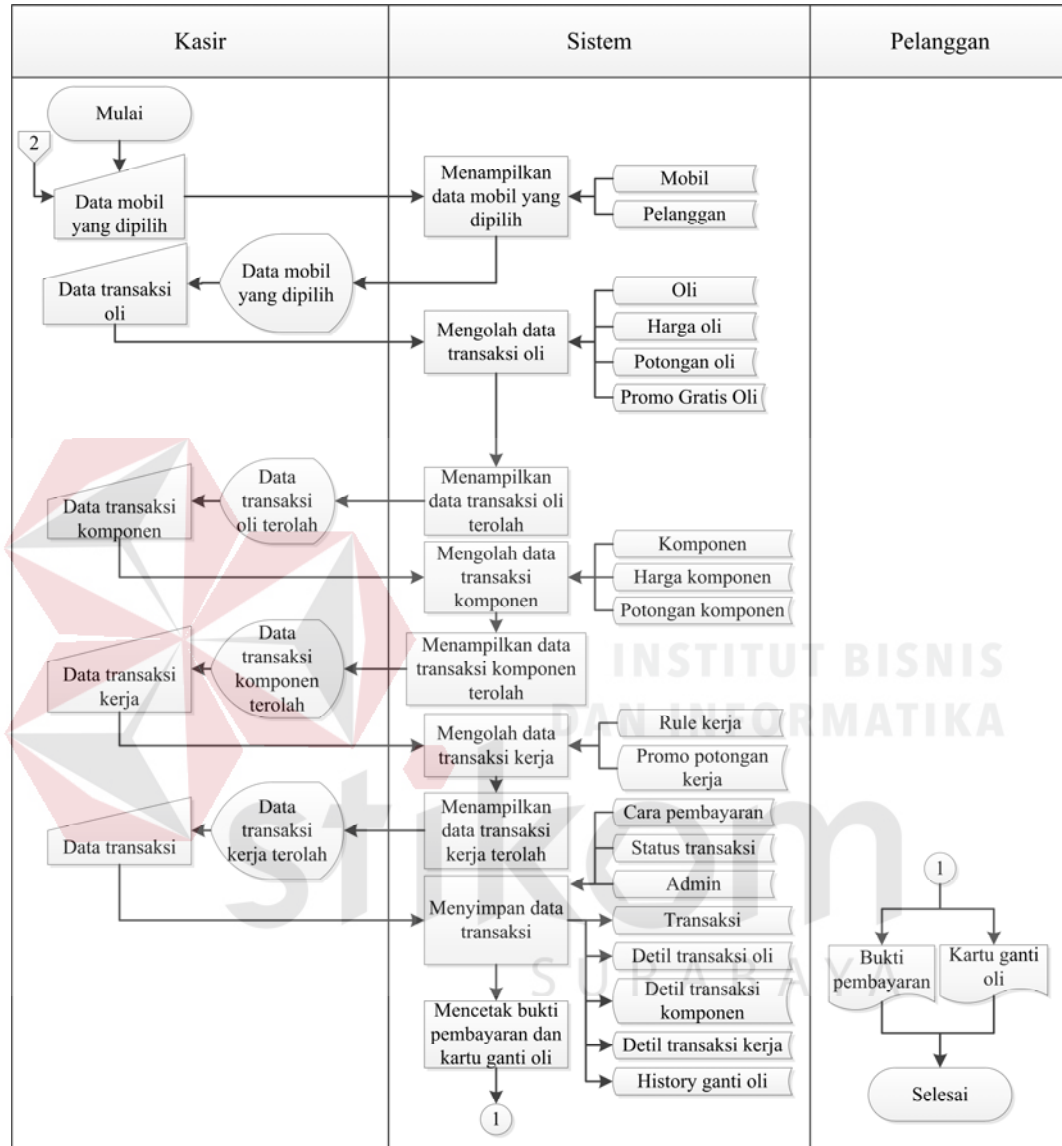 Kasir
Sistem
Pelanggan
Mulai
2
Data mobil
yang dipilih
Menampilkan
data mobil yang
dipilih
Mobil
Pelanggan
Data transaksi
oli
Data mobil
yang dipilih
Mengolah data
transaksi oli
Oli
Harga oli
Potongan oli
Promo Gratis Oli
Data transaksi
komponen
Data
transaksi
oli terolah
Menampilkan
data transaksi oli
terolah
Mengolah data
transaksi
komponen
Komponen
Harga komponen
Potongan komponen
Data transaksi
kerja
Data
transaksi
komponen
terolah
Menampilkan data
transaksi komponen
terolah
INSTITUT BISNIS
DAN INFORMATIKA
Mengolah data
transaksi kerja
Rule kerja
Promo potongan
kerja
Data transaksi
Data
transaksi
kerja terolah
Menampilkan
data transaksi
kerja terolah
stikom
SURABAYA
Cara pembayaran
Status transaksi
Admin
Menyimpan data
transaksi
Transaksi
Detil transaksi oli
Detil transaksi
komponen
Detil transaksi kerja
History ganti oli
Mencetak bukti
pembayaran dan
kartu ganti oli
1
1
Bukti
pembayaran
Kartu ganti
oli
Selesai